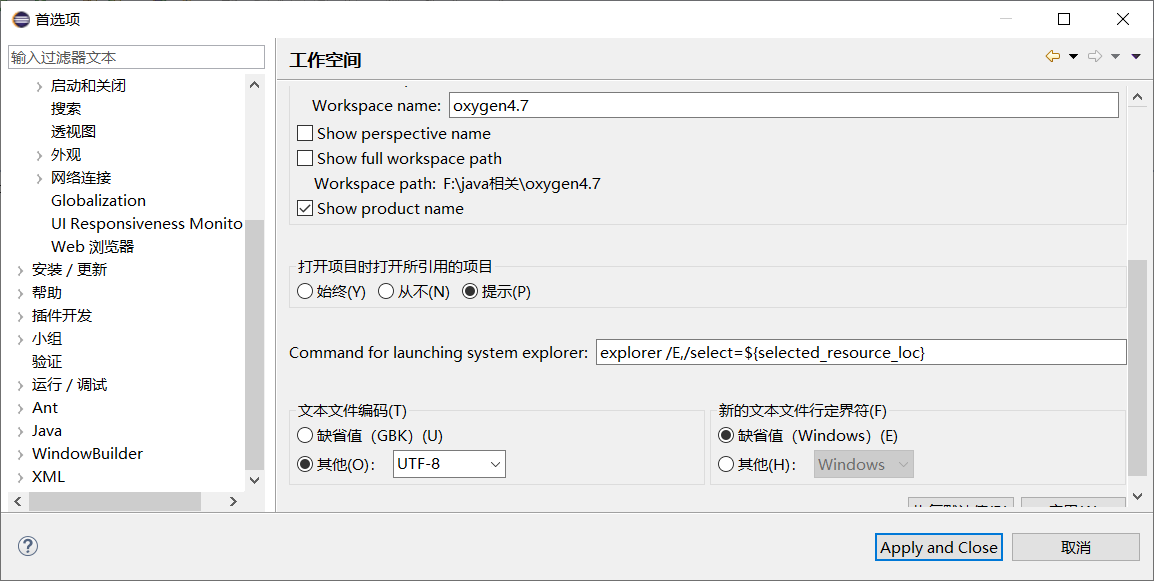 首选项
输入过滤器文本
启动和关闭
搜索
透视图
外观
网络连接
Globalization
UI Responsiveness Monito
Web 浏览器
安装 / 更新
帮助
插件开发
小组
验证
运行 / 调试
Ant
Java
WindowBuilder
XML
工作空间
Workspace name: oxygen4.7
Show perspective name
Show full workspace path
Workspace path: F:\java相关\oxygen4.7
Show product name
打开项目时打开所引用的项目
始终(Y) 从不(N) 提示(P)
Command for launching system explorer: explorer /E,/select=${selected_resource_loc}
文本文件编码(T)
缺省值（GBK）(U)
其他(O)： UTF-8
新的文本文件行定界符(F)
缺省值（Windows）(E)
其他(H)： Windows
Apply and Close 取消